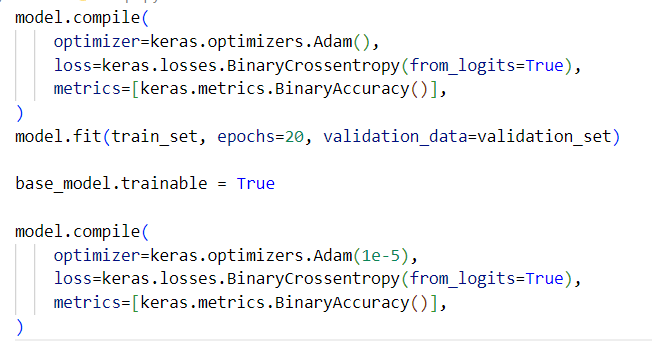 model.compile(
    optimizer=keras.optimizers.Adam(),
    loss=keras.losses.BinaryCrossentropy(from_logits=True),
    metrics=[keras.metrics.BinaryAccuracy()],
)
model.fit(train_set, epochs=20, validation_data=validation_set)

base_model.trainable = True

model.compile(
    optimizer=keras.optimizers.Adam(1e-5),
    loss=keras.losses.BinaryCrossentropy(from_logits=True),
    metrics=[keras.metrics.BinaryAccuracy()],
)